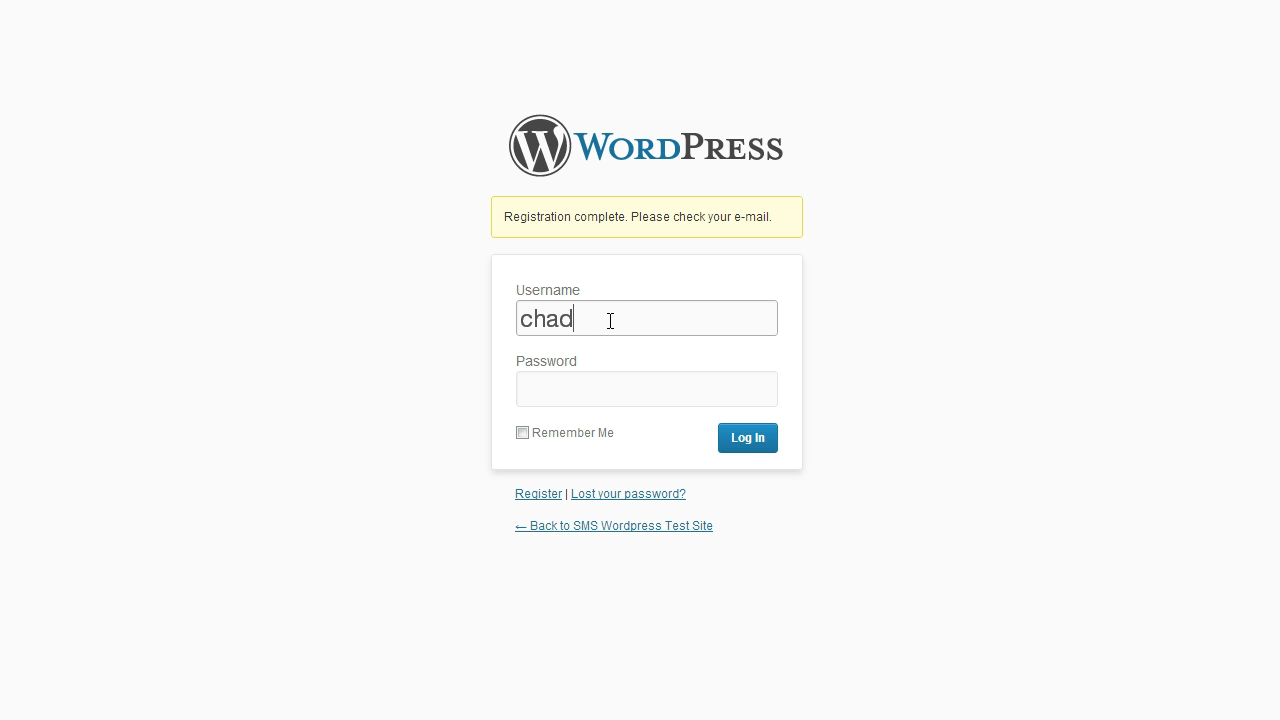 WORDPRESS
Registration complete. Please check your e-mail.
Username
chad
Password
Remember Me
Log In
Register | Lost your password?
← Back to SMS Wordpress Test Site